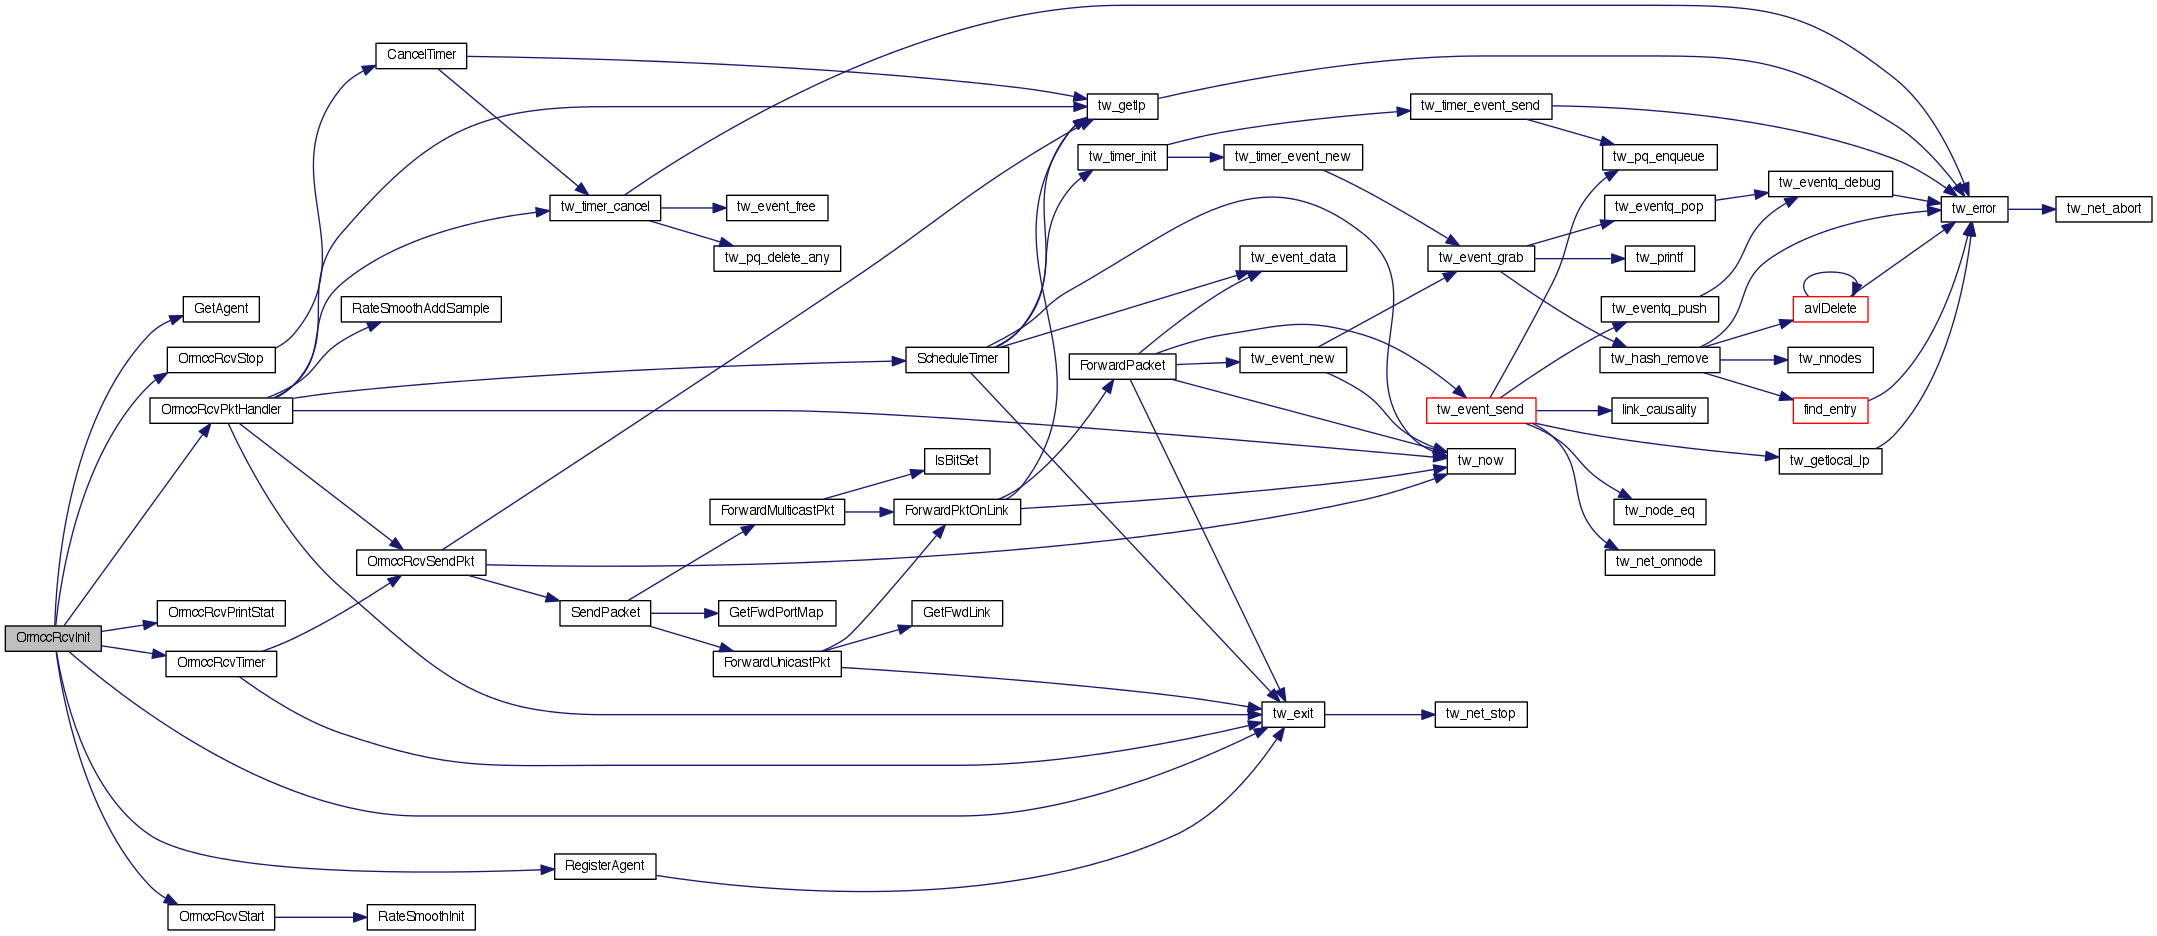 OrmccRcvInit
GetAgent
OrmccRcvStop
OrmccRcvPktHandler
OrmccRcvPrintStat
OrmccRcvTimer
OrmccRcvStart
CancelTimer
RateSmoothAddSample
OrmccRcvSendPkt
RateSmoothInit
tw_timer_cancel
SendPacket
RegisterAgent
tw_event_free
tw_pq_delete_any
ForwardMulticastPkt
GetFwdPortMap
ForwardUnicastPkt
ScheduleTimer
IsBitSet
ForwardPktOnLink
GetFwdLink
tw_getlp
tw_timer_init
ForwardPacket
tw_timer_event_new
tw_event_data
tw_event_new
tw_exit
tw_timer_event_send
tw_event_grab
tw_event_send
tw_now
tw_net_stop
tw_pq_enqueue
tw_eventq_pop
tw_printf
tw_eventq_push
tw_hash_remove
link_causality
tw_node_eq
tw_net_onnode
tw_eventq_debug
avlDelete
tw_nnodes
find_entry
tw_getlocal_lp
tw_error
tw_net_abort